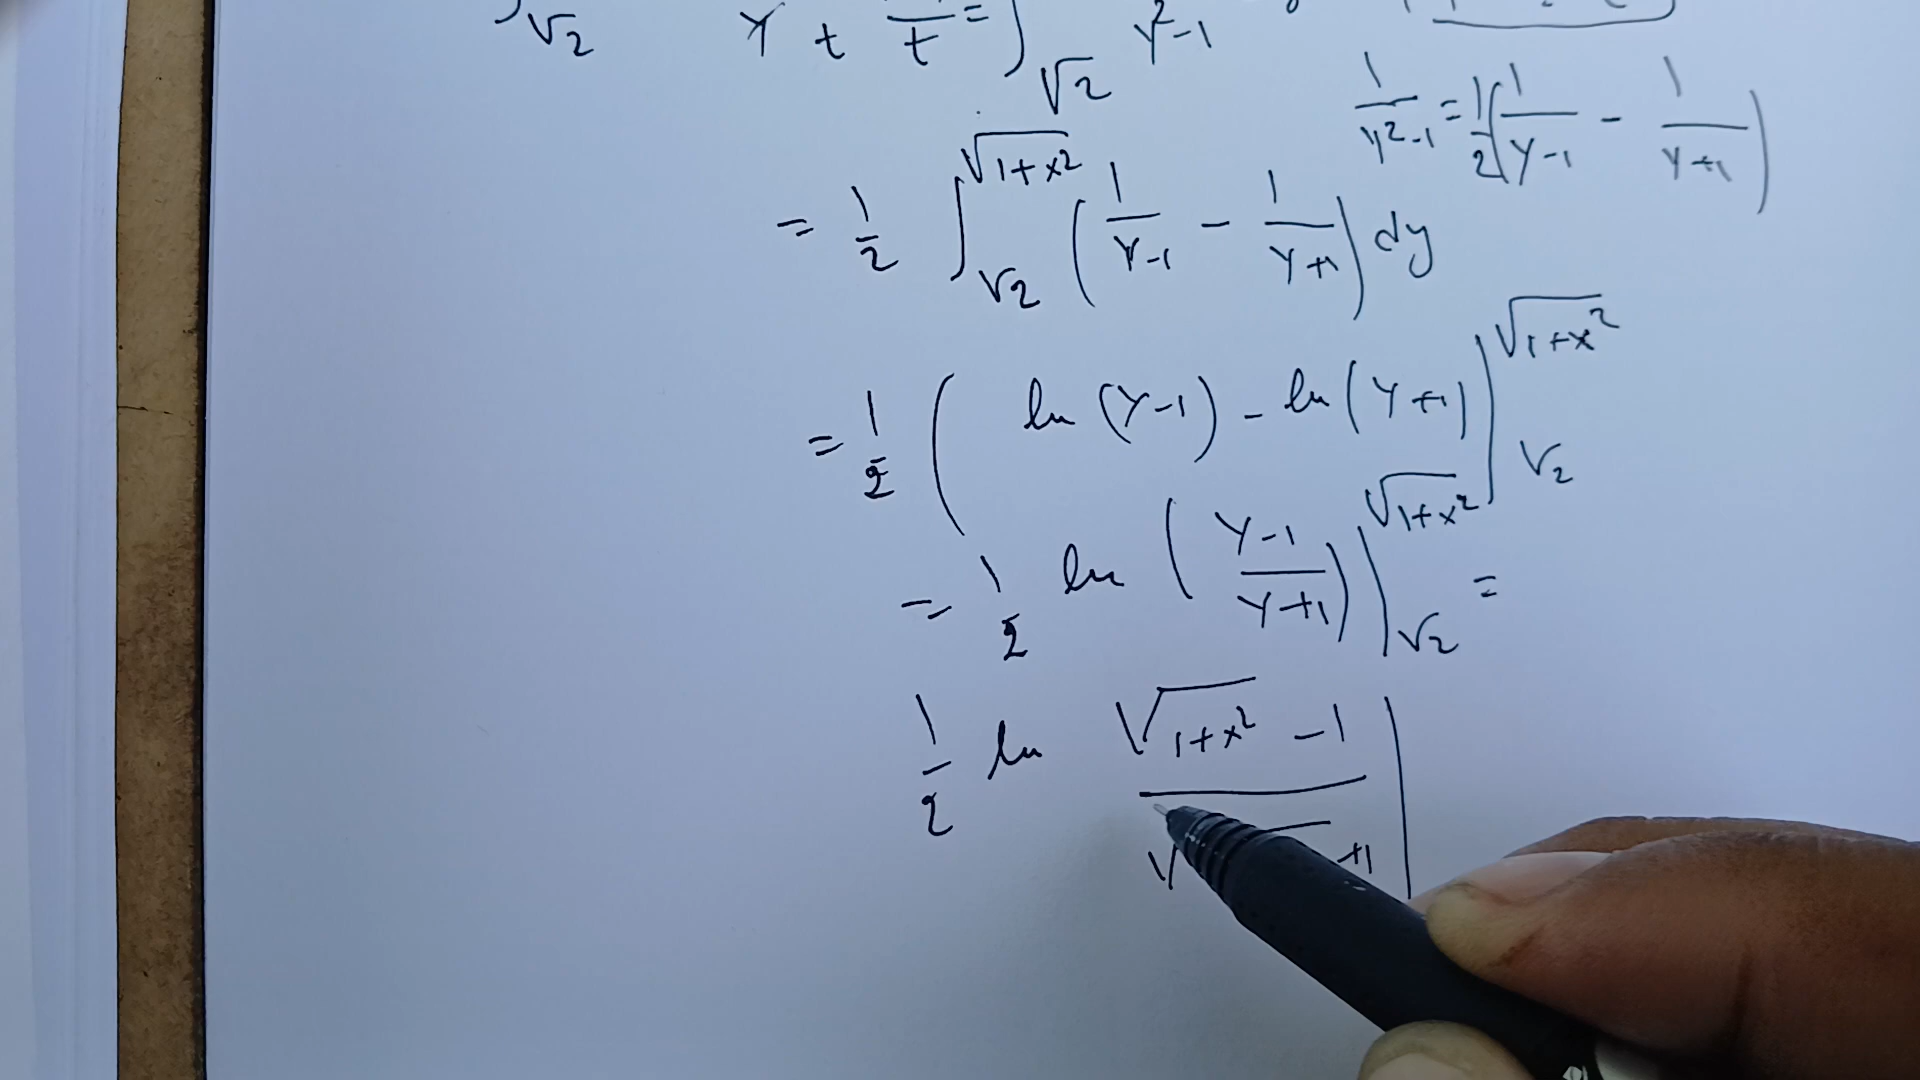 √2 y t t = ∫ √2 y²-1
1/(y²-1) = 1/2 (1/(y-1) - 1/(y+1))
= 1/2 ∫_√2^√(1+x²) (1/(y-1) - 1/(y+1)) dy
= 1/2 ( ln (y-1) - ln (y+1) |_√2^√(1+x²)
= 1/2 ln ( (y-1)/(y+1) ) |_√2^√(1+x²) =
1/2 ln (√(1+x²) -1)/(√ +1) |